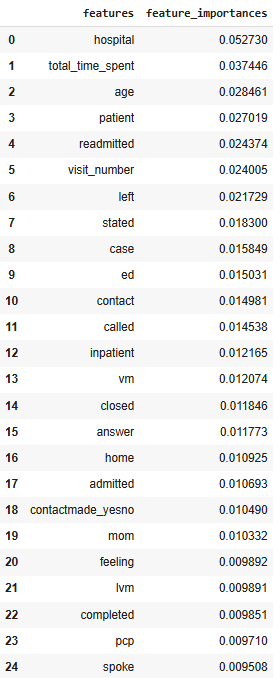 features feature_importances
0 hospital 0.052730
1 total_time_spent 0.037446
2 age 0.028461
3 patient 0.027019
4 readmitted 0.024374
5 visit_number 0.024005
6 left 0.021729
7 stated 0.018300
8 case 0.015849
9 ed 0.015031
10 contact 0.014981
11 called 0.014538
12 inpatient 0.012165
13 vm 0.012074
14 closed 0.011846
15 answer 0.011773
16 home 0.010925
17 admitted 0.010693
18 contactmade_yesno 0.010490
19 mom 0.010332
20 feeling 0.009892
21 lvm 0.009891
22 completed 0.009851
23 pcp 0.009710
24 spoke 0.009508